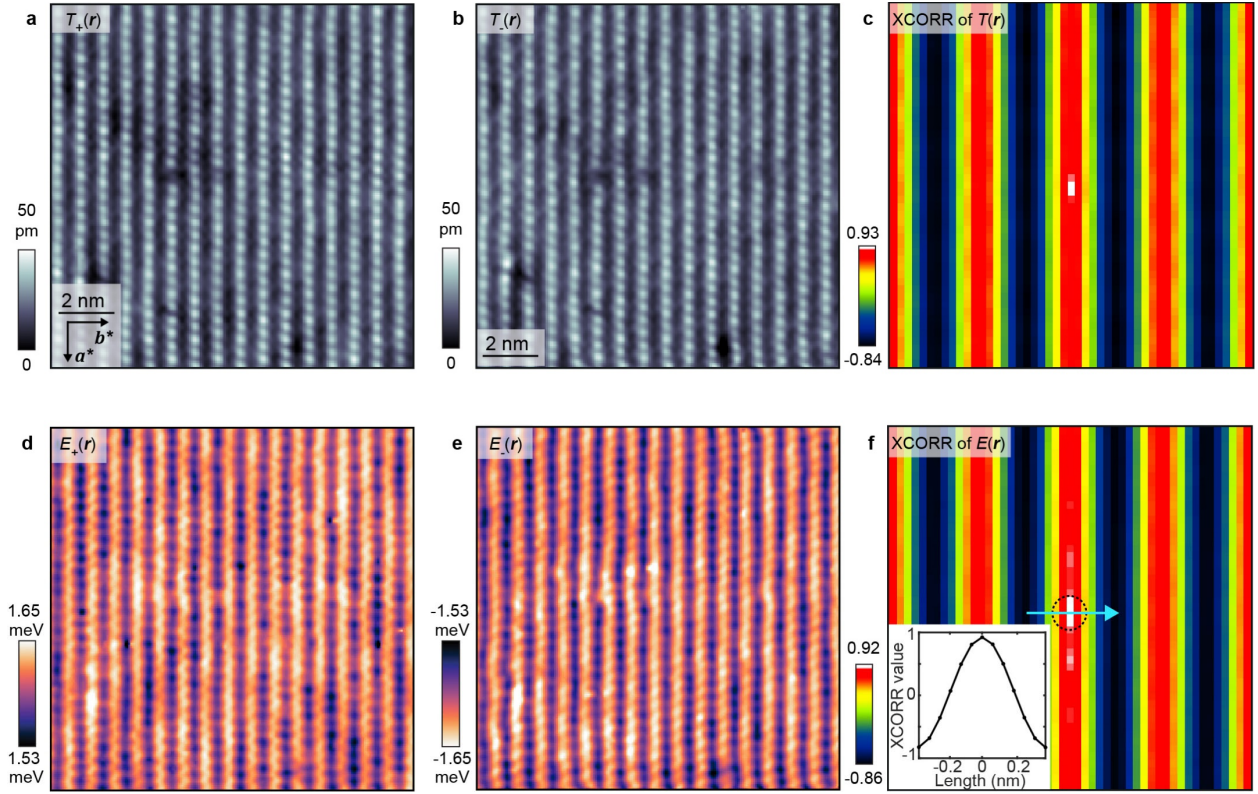 a
T₊(r)
50
pm
0
2 nm
b*
a*
b
T₋(r)
50
pm
0
2 nm
c
XCORR of T(r)
0.93
-0.84
d
E₊(r)
1.65
meV
1.53
meV
e
E₋(r)
-1.53
meV
-1.65
meV
f
XCORR of E(r)
0.92
-0.86
XCORR value
1
0
-1
-0.2
0
0.2
Length (nm)